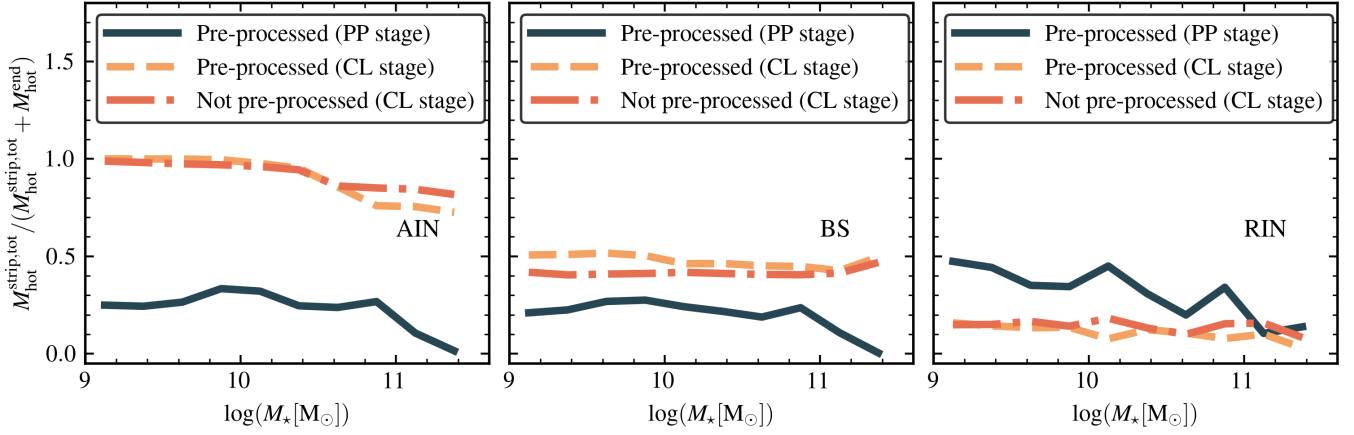 M_hot^strip,tot/(M_hot^strip,tot + M_hot^end)
1.5
1.0
0.5
0.0
Pre-processed (PP stage)
Pre-processed (CL stage)
Not pre-processed (CL stage)
AIN
9 10 11
log(M⋆[M⊙])
Pre-processed (PP stage)
Pre-processed (CL stage)
Not pre-processed (CL stage)
BS
9 10 11
log(M⋆[M⊙])
Pre-processed (PP stage)
Pre-processed (CL stage)
Not pre-processed (CL stage)
RIN
9 10 11
log(M⋆[M⊙])